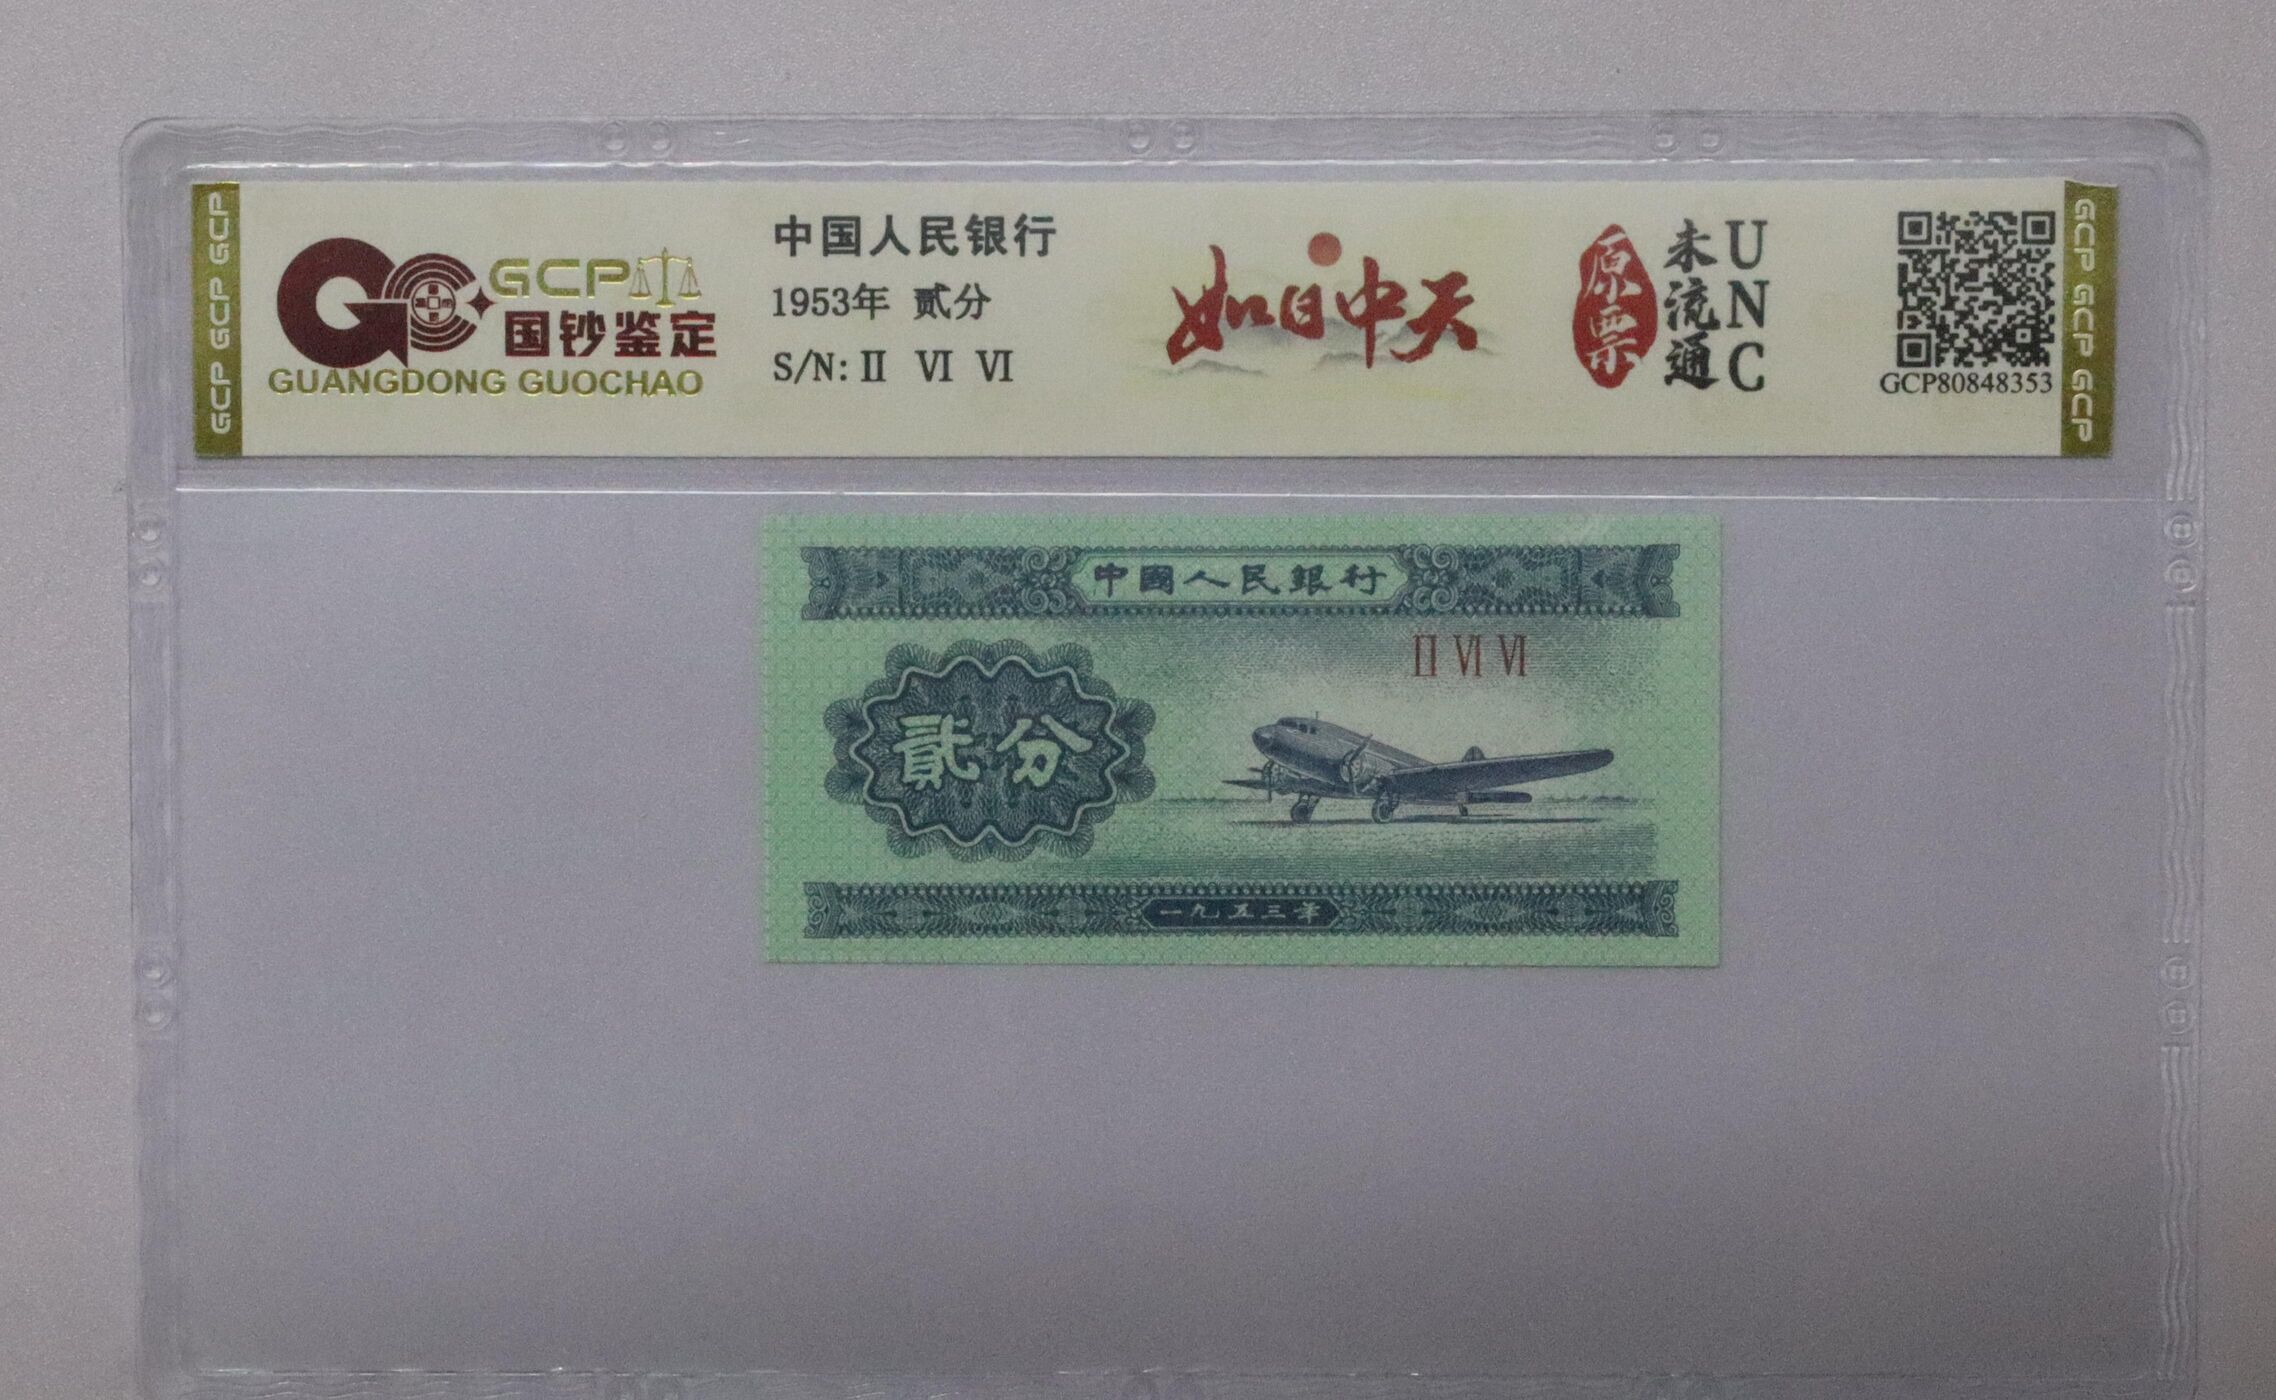 GCP GCP GCP
GCP
国钞鉴定
GUANGDONG GUOCHAO
中国人民银行
1953年 贰分
S/N: II VI VI
如日中天
原票
未流通
UNC
GCP80848353
GCP GCP GCP
中國人民銀行
II VI VI
貳分
一九五三年